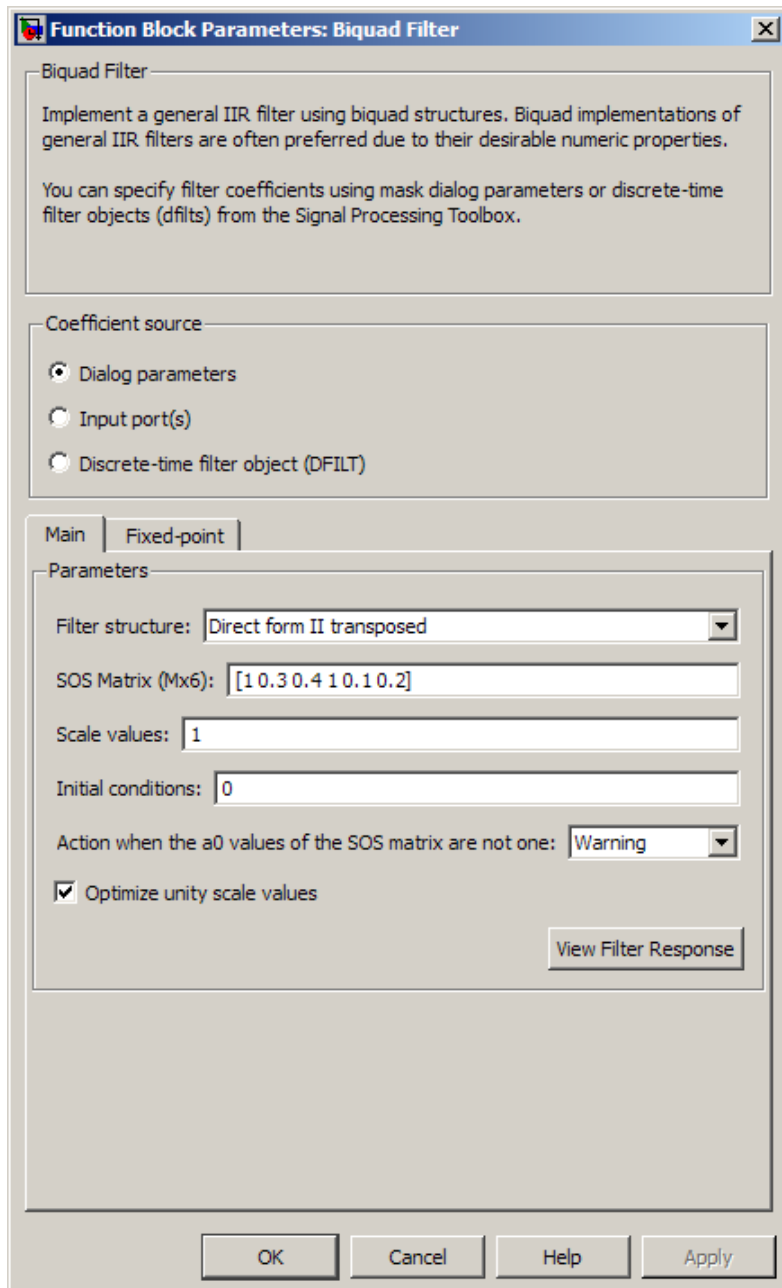 Function Block Parameters: Biquad Filter
Biquad Filter
Implement a general IIR filter using biquad structures. Biquad implementations of
general IIR filters are often preferred due to their desirable numeric properties.
You can specify filter coefficients using mask dialog parameters or discrete-time
filter objects (dfilts) from the Signal Processing Toolbox.
Coefficient source
Dialog parameters
Input port(s)
Discrete-time filter object (DFILT)
Main Fixed-point
Parameters
Filter structure: Direct form II transposed
SOS Matrix (Mx6): [1 0.3 0.4 1 0.1 0.2]
Scale values: 1
Initial conditions: 0
Action when the a0 values of the SOS matrix are not one: Warning
Optimize unity scale values
View Filter Response
OK Cancel Help Apply